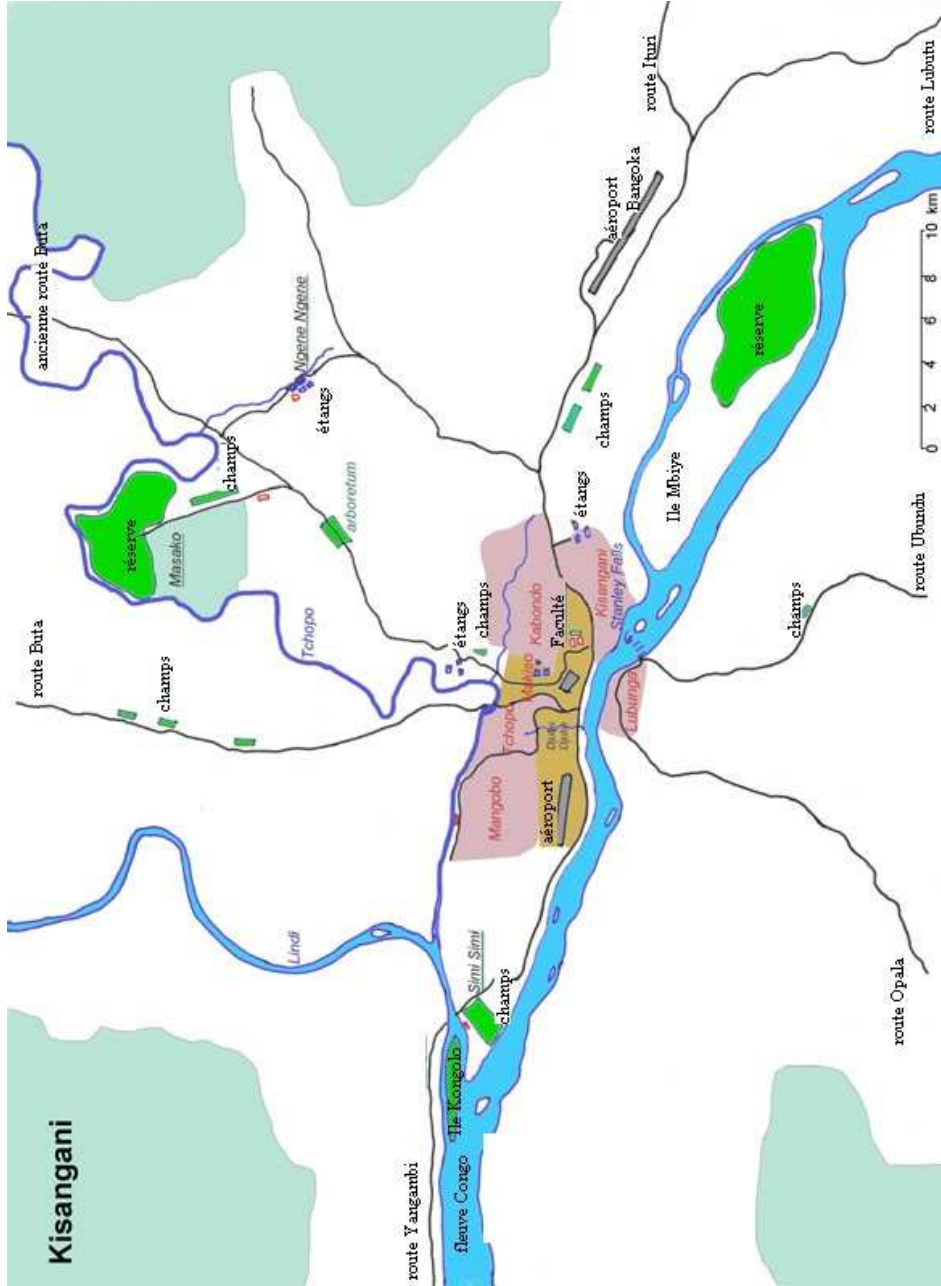 Kisangani
route Yangambi
fleuve Congo
Ile Kongolo
Simi Simi
champs
Lindi
route Buta
champs
Tchopo
Masako
réserve
champs
arboretum
ancienne route Buta
Ngene Ngene
étangs
étangs
champs
Mangobo
Tchopo
Makiso
Kabondo
Faculté
Djubu
Djubu
aéroport
Kisangani
Stanley Falls
étangs
Lubunga
champs
aéroport
Bangoka
route Ituri
route Lubutu
Ile Mbiye
réserve
champs
route Ubundu
route Opala
0 2 4 6 8 10 km